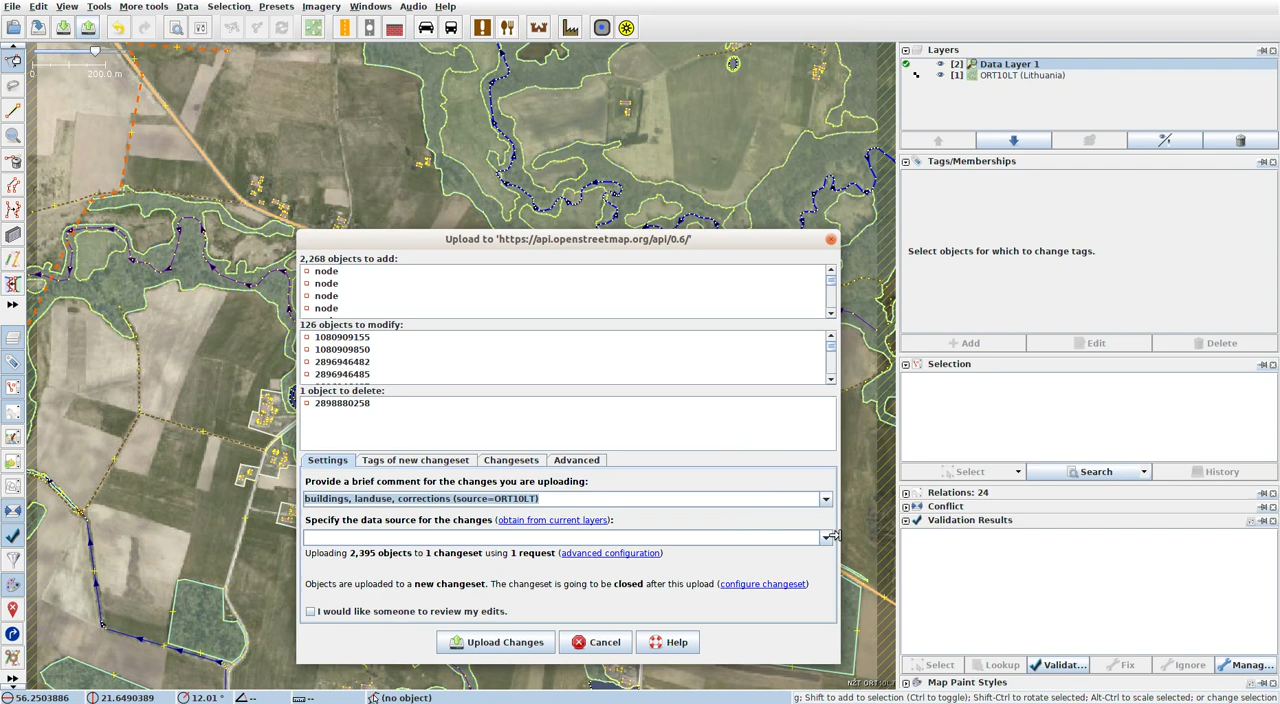 File Edit View Tools More tools Data Selection Presets Imagery Windows Audio Help
0 200.0 m
Layers
[2] Data Layer 1
[1] ORT10LT (Lithuania)
Tags/Memberships
Select objects for which to change tags.
Add Edit Delete
Selection
Select Search History
Relations: 24
Conflict
Validation Results
Select Lookup Validat... Fix Ignore Manag...
Map Paint Styles
Upload to 'https://api.openstreetmap.org/api/0.6/'
2,268 objects to add:
node
node
node
node
126 objects to modify:
1080909155
1080909850
2896946482
2896946485
1 object to delete:
2898880258
Settings Tags of new changeset Changesets Advanced
Provide a brief comment for the changes you are uploading:
buildings, landuse, corrections (source=ORT10LT)
Specify the data source for the changes (obtain from current layers):
Uploading 2,395 objects to 1 changeset using 1 request (advanced configuration)
Objects are uploaded to a new changeset. The changeset is going to be closed after this upload (configure changeset)
I would like someone to review my edits.
Upload Changes Cancel Help
NŽT ORT10LT
56.2503886 21.6490389 12.01 ° -- -- (no object) g; Shift to add to selection (Ctrl to toggle); Shift-Ctrl to rotate selected; Alt-Ctrl to scale selected; or change selection